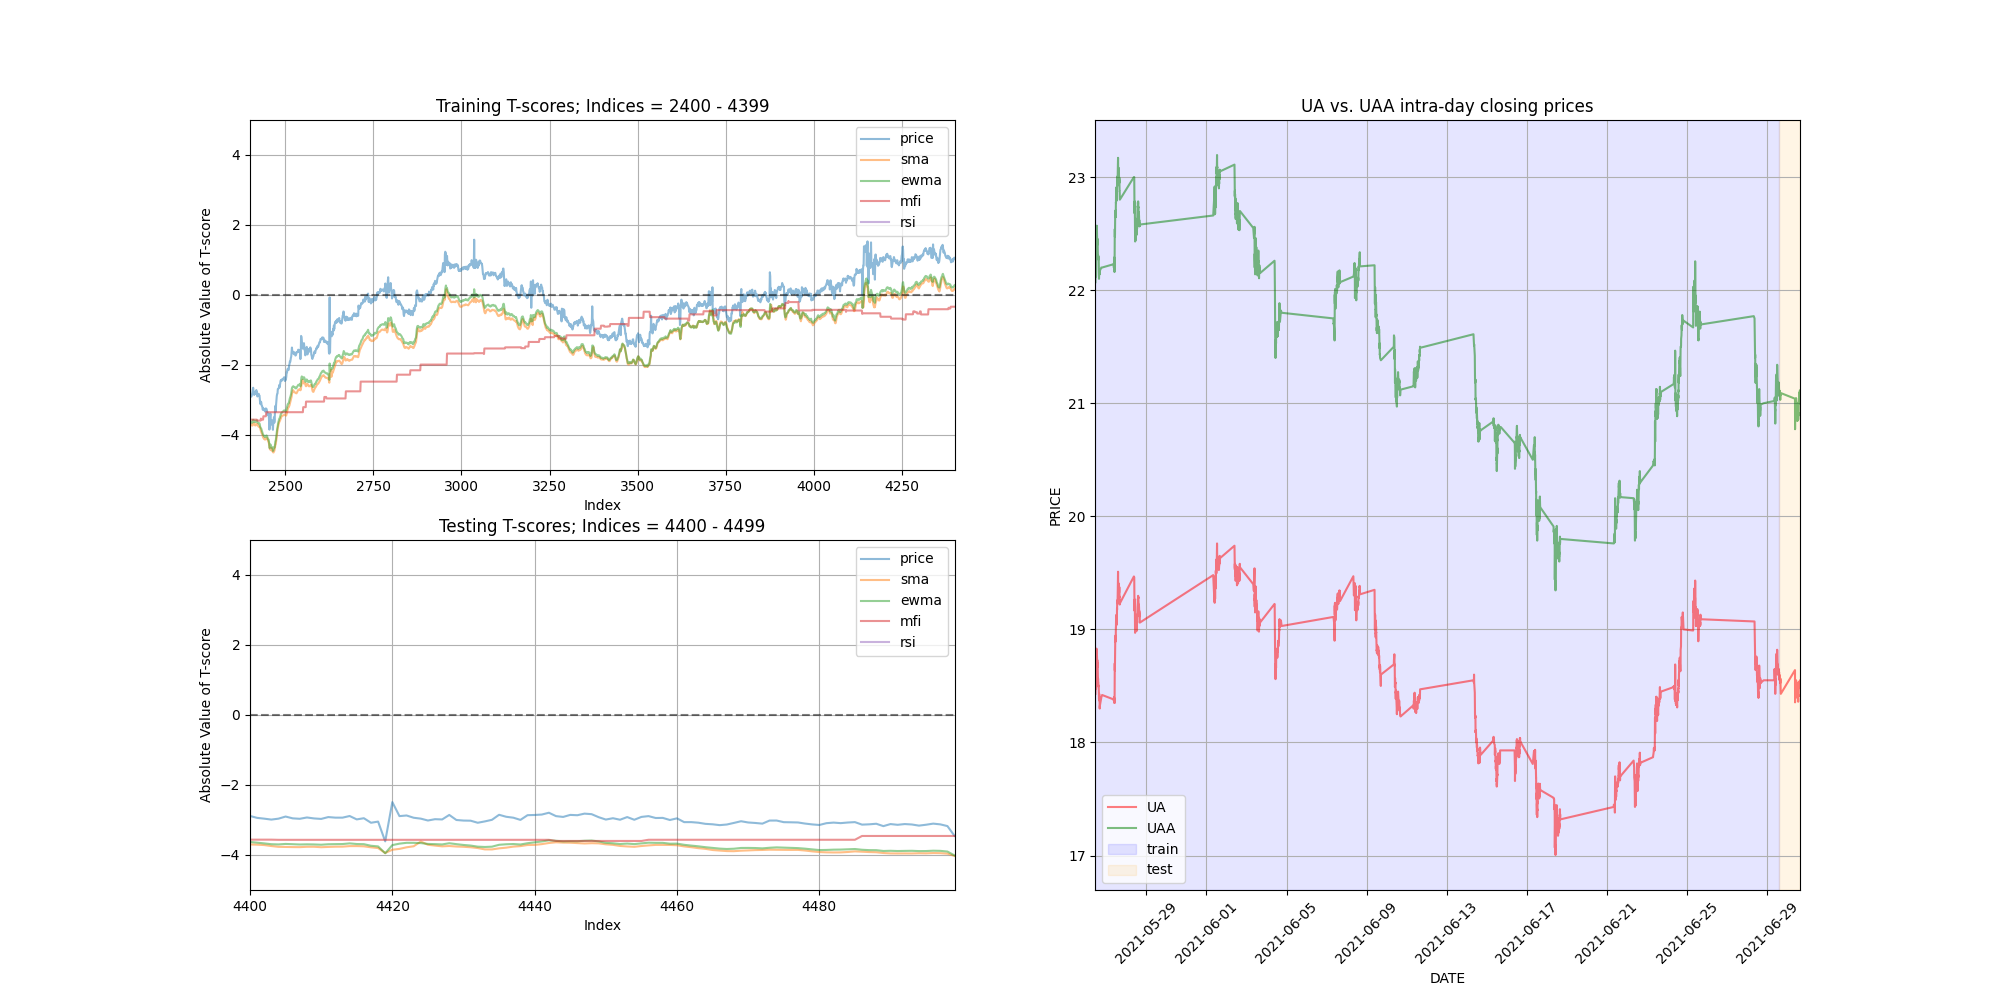 Training T-scores; Indices = 2400 - 4399
Absolute Value of T-score
4
2
0
−2
−4
price
sma
ewma
mfi
rsi
2500 2750 3000 3250 3500 3750 4000 4250
Index
Testing T-scores; Indices = 4400 - 4499
Absolute Value of T-score
4
2
0
−2
−4
price
sma
ewma
mfi
rsi
4400 4420 4440 4460 4480
Index
UA vs. UAA intra-day closing prices
PRICE
23
22
21
20
19
18
17
UA
UAA
train
test
2021-05-29 2021-06-01 2021-06-05 2021-06-09 2021-06-13 2021-06-17 2021-06-21 2021-06-25 2021-06-29
DATE